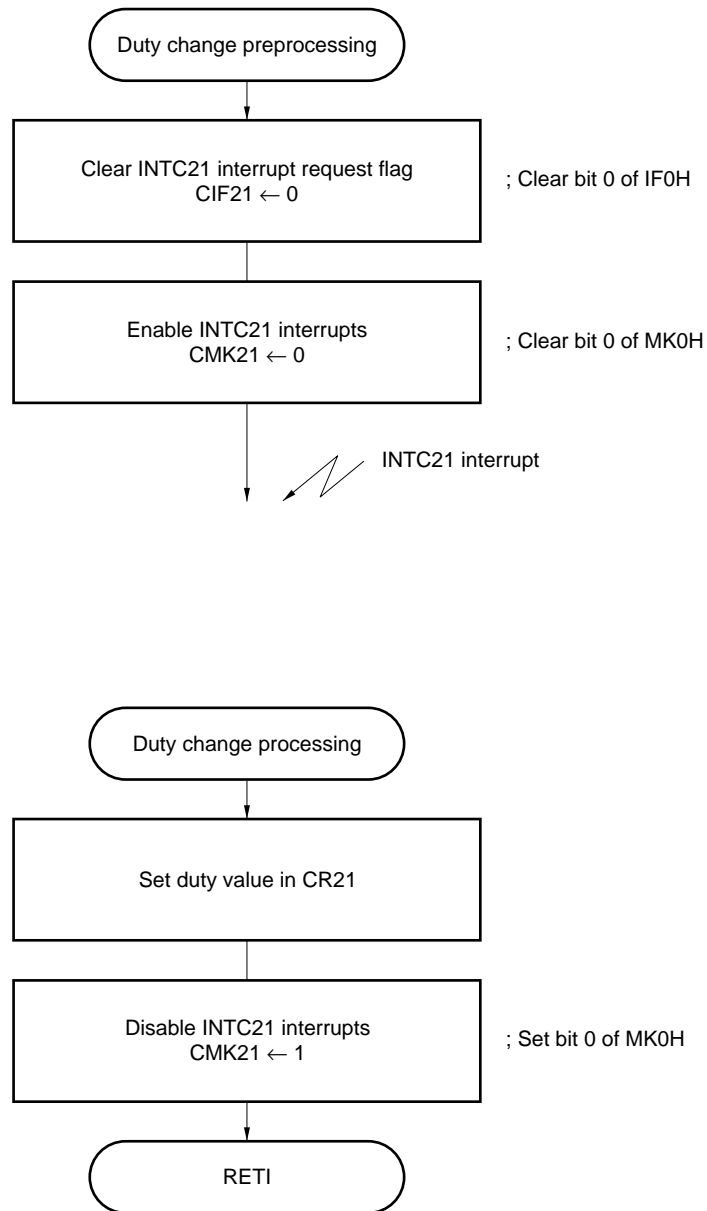 Duty change preprocessing
Clear INTC21 interrupt request flag
CIF21 ← 0
; Clear bit 0 of IF0H
Enable INTC21 interrupts
CMK21 ← 0
; Clear bit 0 of MK0H
INTC21 interrupt
Duty change processing
Set duty value in CR21
Disable INTC21 interrupts
CMK21 ← 1
; Set bit 0 of MK0H
RETI